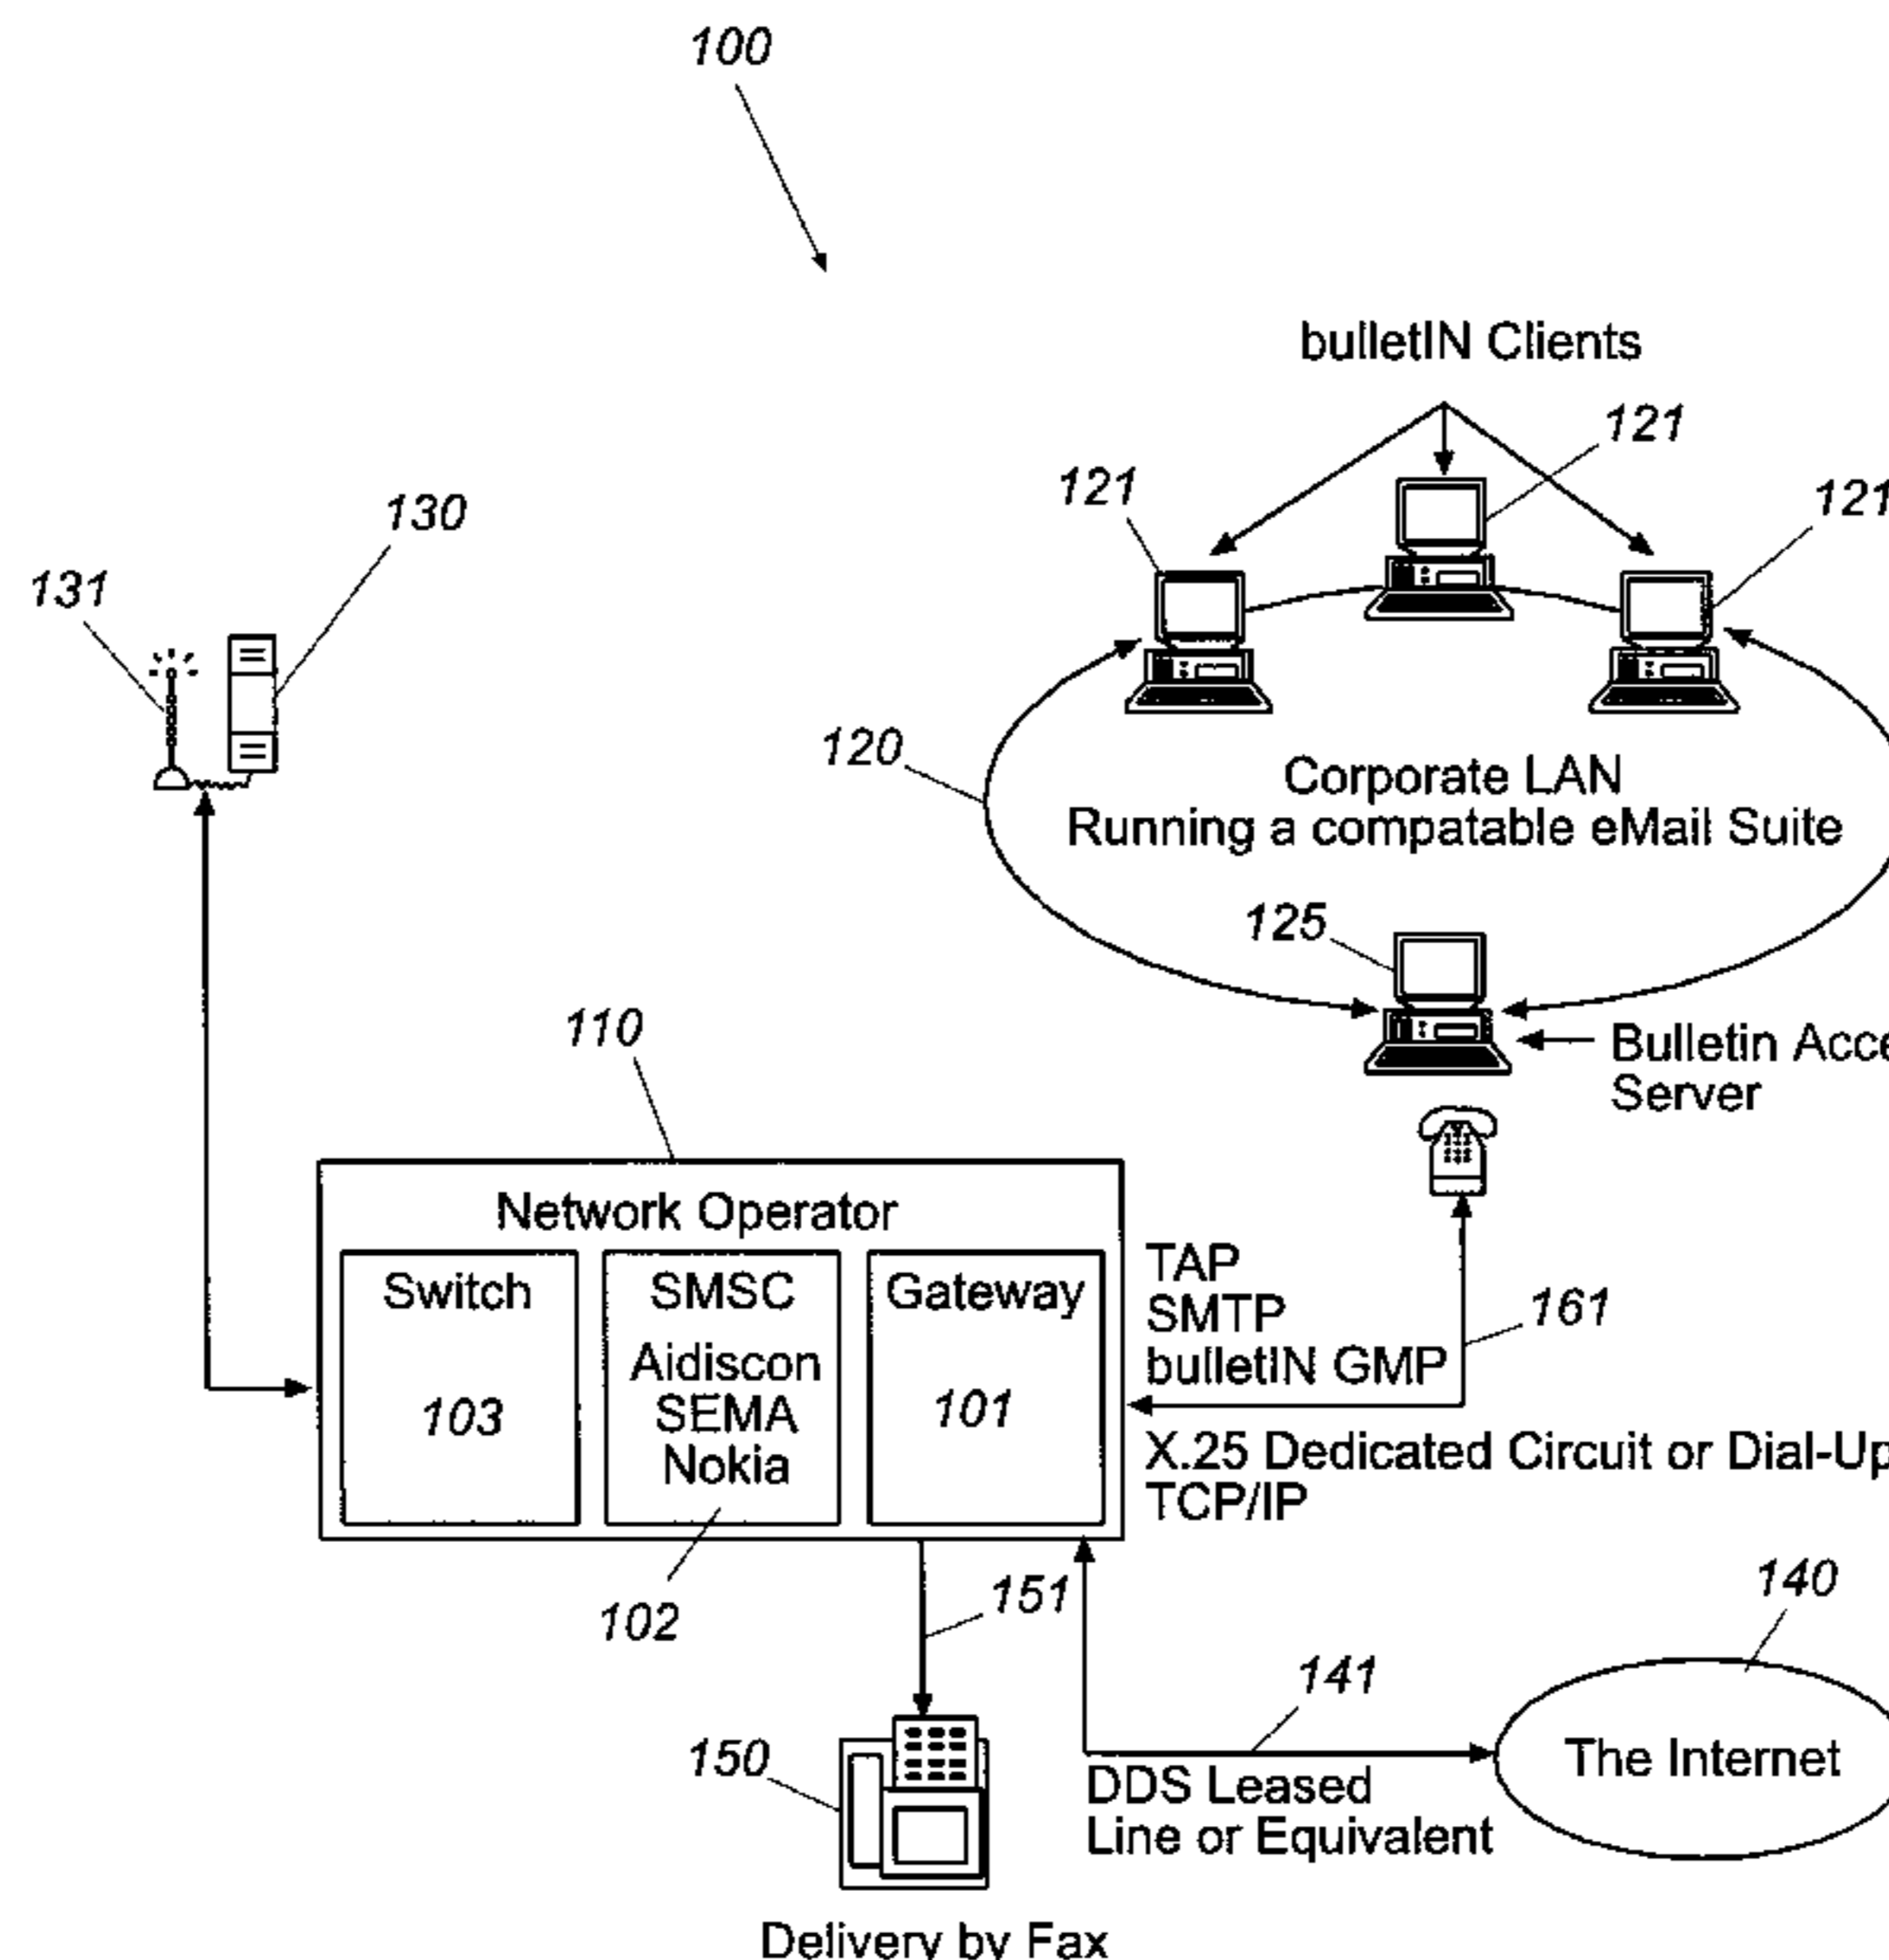 100
bulletIN Clients
121
121
121
130
131
120
Corporate LAN
Running a compatable eMail Suite
125
Bulletin
Server
110
Network Operator
Switch
103
SMSC
Aidiscon
SEMA
Nokia
102
Gateway
101
TAP
SMTP
bulletIN GMP
161
X.25 Dedicated Circuit or Dial-Up
TCP/IP
151
140
141
The Internet
DDS Leased
Line or Equivalent
150
Delivery by Fax